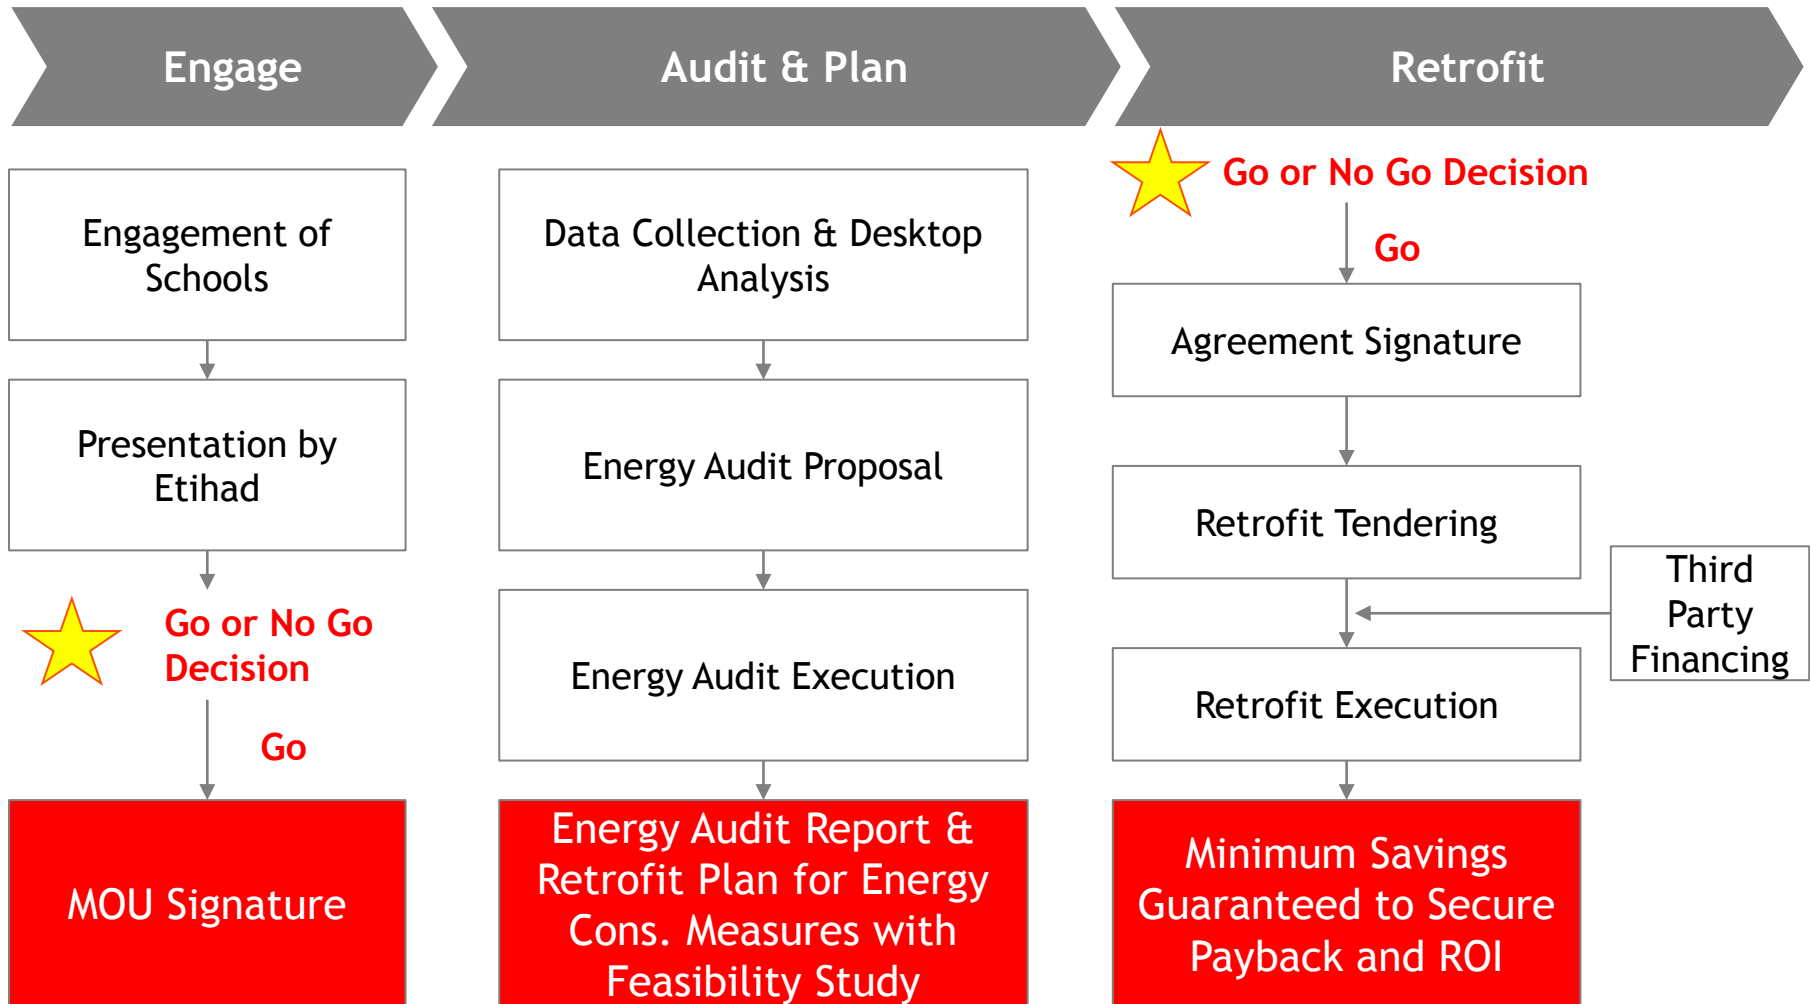 Engage
Audit & Plan
Retrofit
Engagement of
Schools
Presentation by
Etihad
Go or No Go
Decision
Go
MOU Signature
Data Collection & Desktop
Analysis
Energy Audit Proposal
Energy Audit Execution
Energy Audit Report &
Retrofit Plan for Energy
Cons. Measures with
Feasibility Study
Go or No Go Decision
Go
Agreement Signature
Retrofit Tendering
Third
Party
Financing
Retrofit Execution
Minimum Savings
Guaranteed to Secure
Payback and ROI